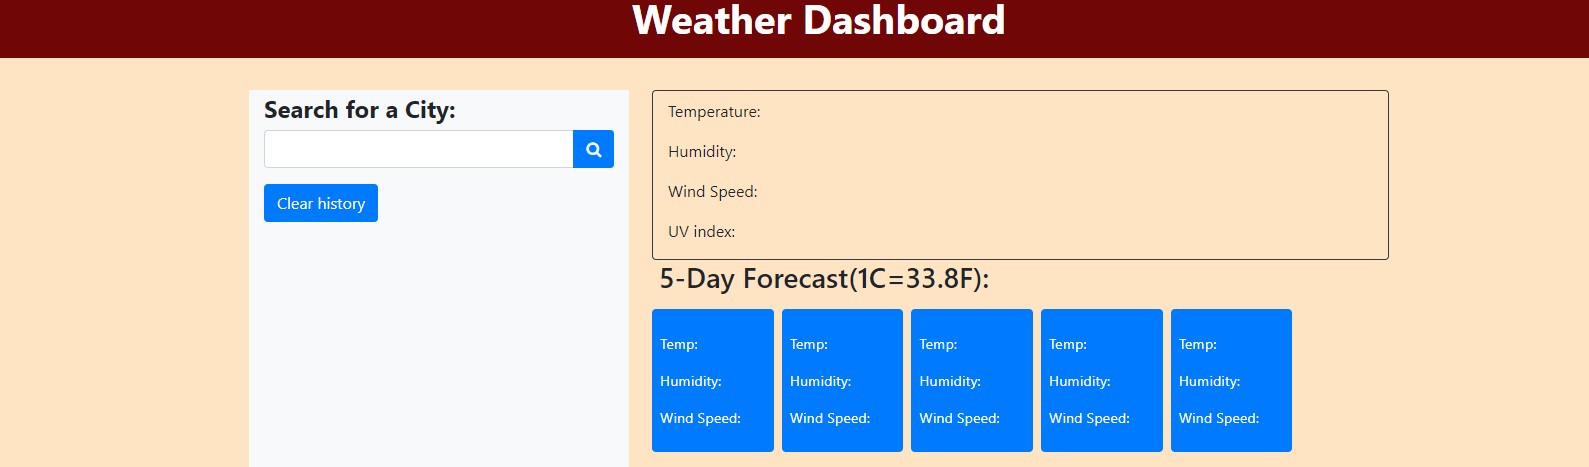 Weather Dashboard
Search for a City:
Clear history
Temperature:
Humidity:
Wind Speed:
UV index:
5-Day Forecast(1C=33.8F):
Temp:
Humidity:
Wind Speed:
Temp:
Humidity:
Wind Speed:
Temp:
Humidity:
Wind Speed:
Temp:
Humidity:
Wind Speed:
Temp:
Humidity:
Wind Speed: